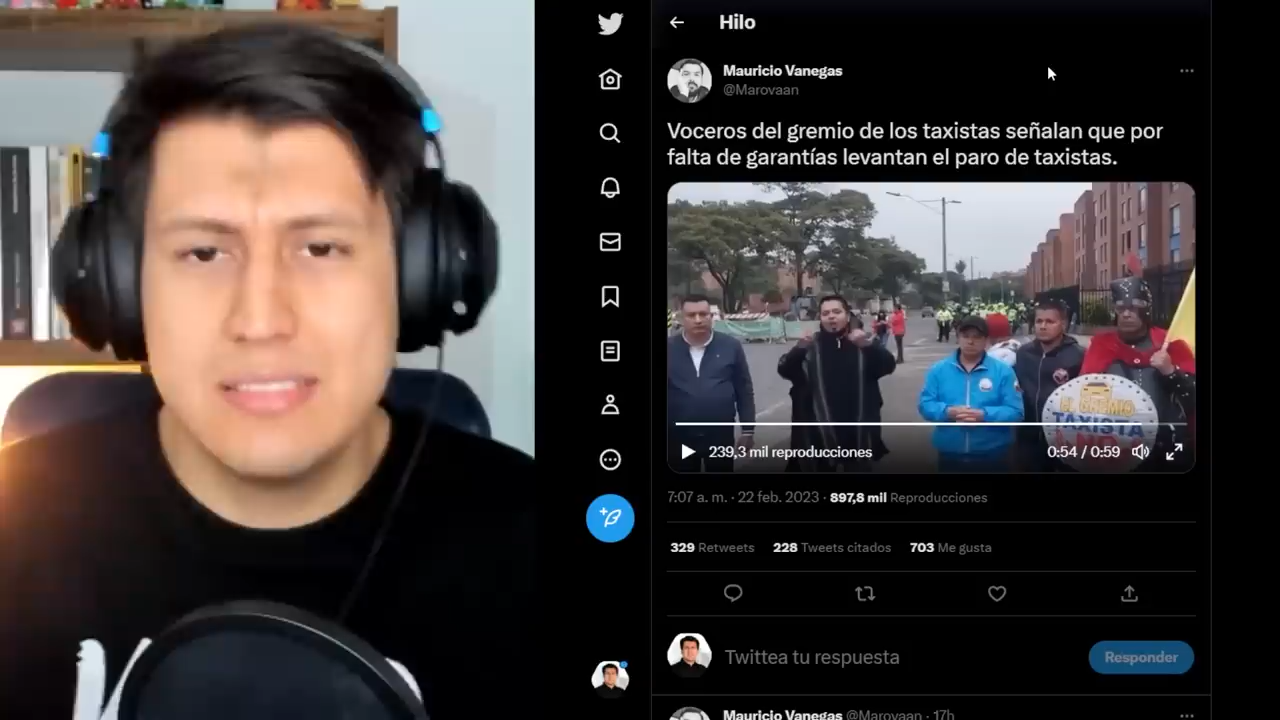 Hilo
Mauricio Vanegas
@Marovaan
Voceros del gremio de los taxistas señalan que por
falta de garantías levantan el paro de taxistas.
EL GREMIO
TAXISTA
239,3 mil reproducciones
0:54 / 0:59
7:07 a. m. · 22 feb. 2023 · 897,8 mil Reproducciones
329 Retweets 228 Tweets citados 703 Me gusta
Twittea tu respuesta
Responder
Mauricio Vanegas @Marovaan · 17h